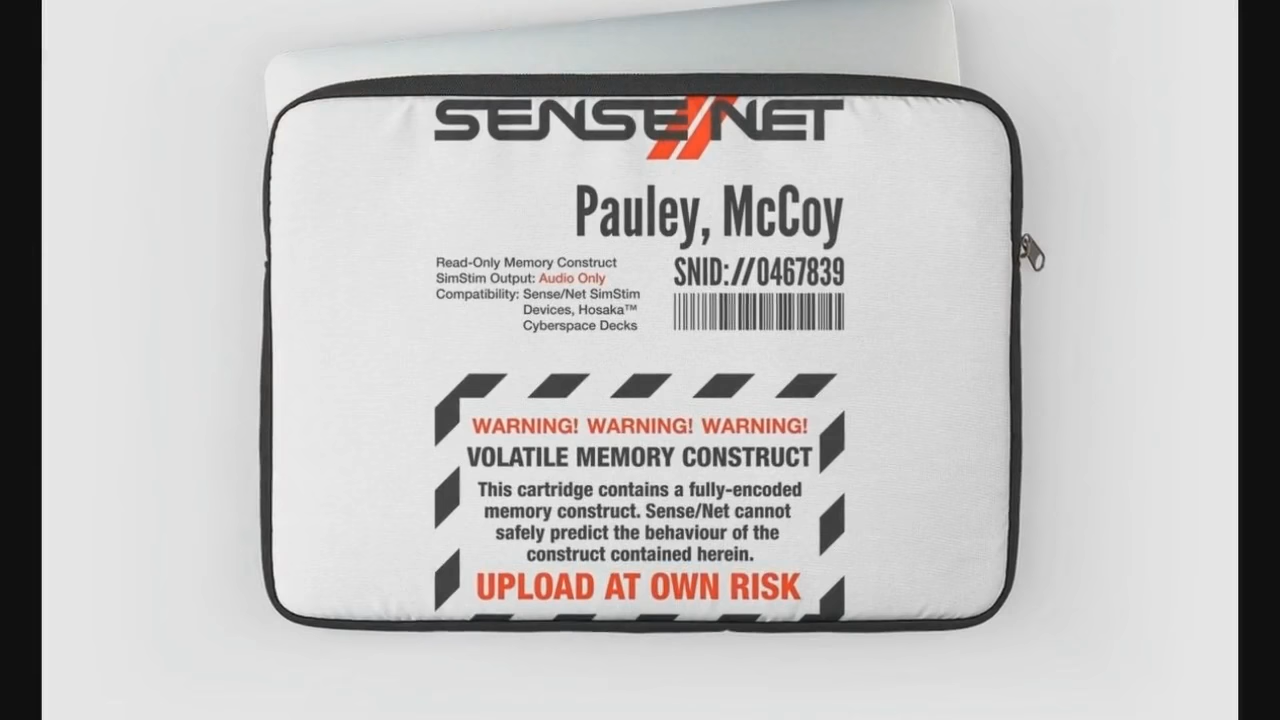 SENSE//NET
Pauley, McCoy
Read-Only Memory Construct
SimStim Output: Audio Only
Compatibility: Sense/Net SimStim
Devices, Hosaka™
Cyberspace Decks
SNID://0467839
WARNING! WARNING! WARNING!
VOLATILE MEMORY CONSTRUCT
This cartridge contains a fully-encoded
memory construct. Sense/Net cannot
safely predict the behaviour of the
construct contained herein.
UPLOAD AT OWN RISK